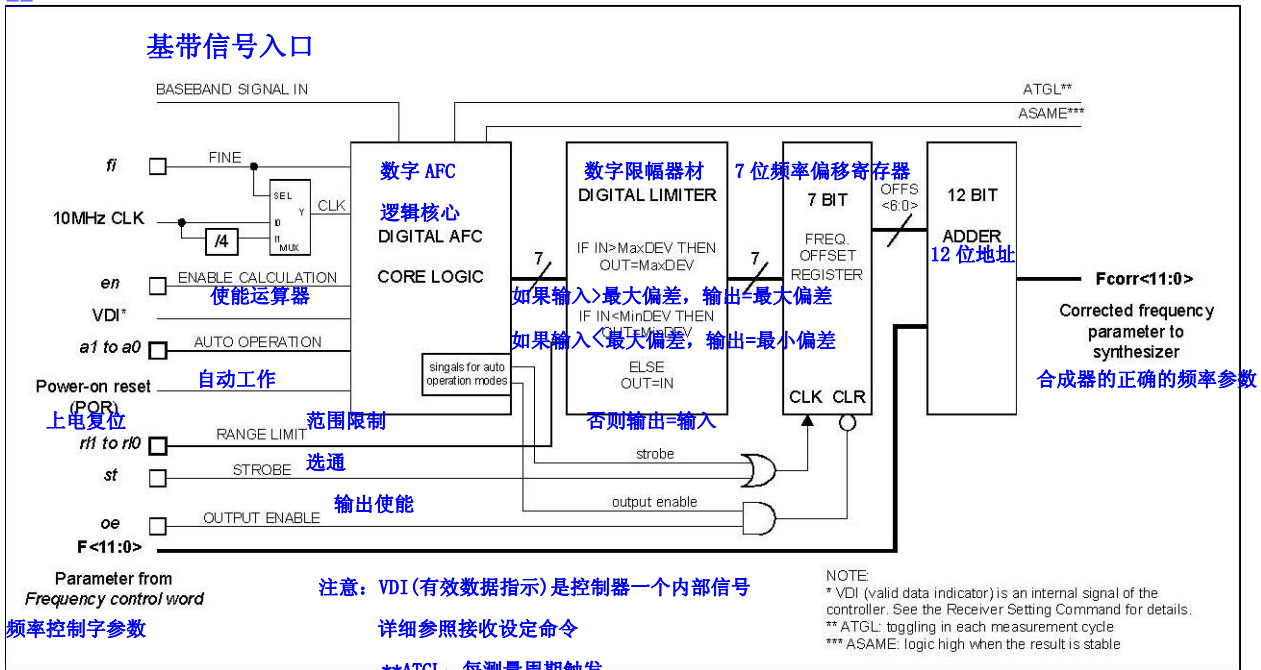 基带信号入口
BASEBAND SIGNAL IN
ATGL**
ASAME***
fi
FINE
SEL
Y
I0
I1
MUX
CLK
10MHz CLK
/4
en
ENABLE CALCULATION
使能运算器
VDI*
a1 to a0
AUTO OPERATION
自动工作
Power-on reset
(POR)
上电复位
数字 AFC
逻辑核心
DIGITAL AFC
CORE LOGIC
singals for auto
operation modes
7
数字限幅器材
DIGITAL LIMITER
IF IN>MaxDEV THEN
OUT=MaxDEV
如果输入>最大偏差, 输出=最大偏差
IF IN<MinDEV THEN
OUT=MinDEV
如果输入<最大偏差, 输出=最小偏差
ELSE
OUT=IN
否则输出=输入
7
7 位频率偏移寄存器
7 BIT
FREQ.
OFFSET
REGISTER
CLK CLR
OFFS
<6:0>
12 BIT
ADDER
12 位地址
Fcorr<11:0>
Corrected frequency
parameter to
synthesizer
合成器的正确的频率参数
范围限制
rl1 to rl0
RANGE LIMIT
strobe
st
STROBE
选通
output enable
输出使能
oe
OUTPUT ENABLE
F<11:0>
Parameter from
Frequency control word
频率控制字参数
注意: VDI(有效数据指示)是控制器一个内部信号
详细参照接收设定命令
**ATGL: 每测量周期触发
NOTE:
* VDI (valid data indicator) is an internal signal of the
controller. See the Receiver Setting Command for details.
** ATGL: toggling in each measurement cycle
*** ASAME: logic high when the result is stable